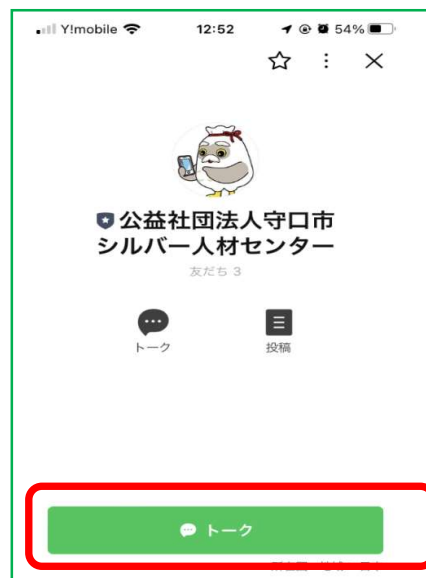 Y!mobile 12:52 54%
公益社団法人守口市
シルバー人材センター
友だち 3
トーク 投稿
トーク